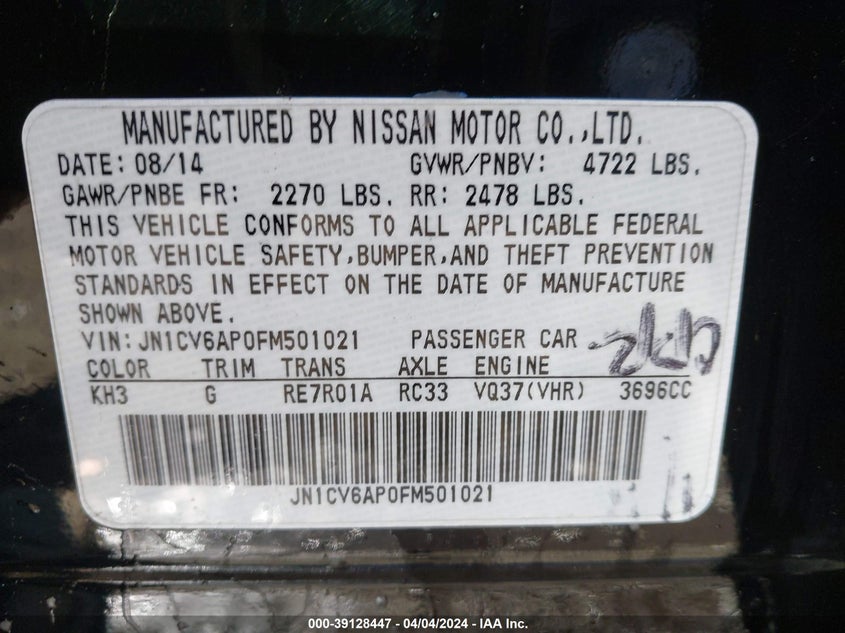 MANUFACTURED BY NISSAN MOTOR CO.,LTD.
DATE: 08/14 GVWR/PNBV: 4722 LBS.
GAWR/PNBE FR: 2270 LBS. RR: 2478 LBS.
THIS VEHICLE CONFORMS TO ALL APPLICABLE FEDERAL
MOTOR VEHICLE SAFETY,BUMPER,AND THEFT PREVENTION
STANDARDS IN EFFECT ON THE DATE OF MANUFACTURE
SHOWN ABOVE.
VIN: JN1CV6AP0FM501021 PASSENGER CAR
COLOR TRIM TRANS AXLE ENGINE
KH3 G RE7R01A RC33 VQ37(VHR) 3696CC
JN1CV6AP0FM501021
000-39128447 - 04/04/2024 - IAA Inc.